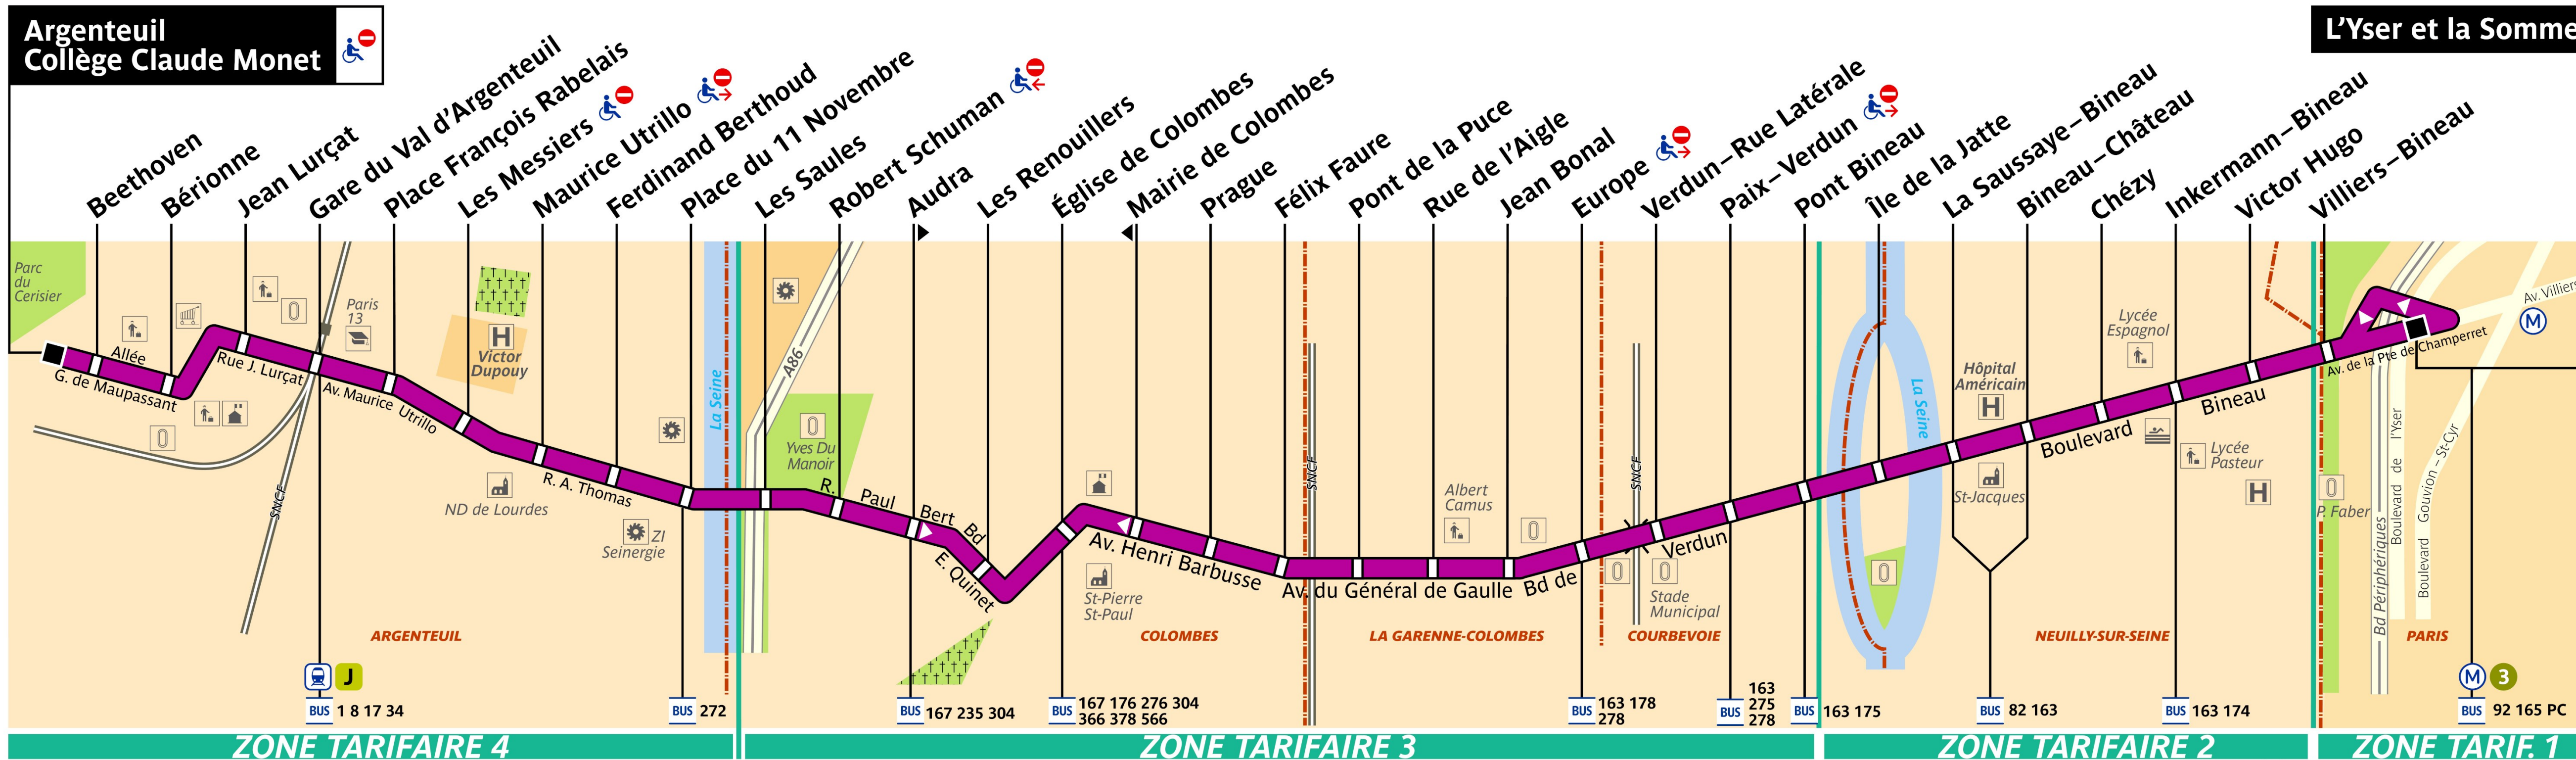 Argenteuil
Collège Claude Monet
L'Yser et la Somme
Beethoven
Bérionne
Jean Lurçat
Gare du Val d'Argenteuil
Place François Rabelais
Les Messiers
Maurice Utrillo
Ferdinand Berthoud
Place du 11 Novembre
Les Saules
Robert Schuman
Audra
Les Renouillers
Église de Colombes
Mairie de Colombes
Prague
Félix Faure
Pont de la Puce
Rue de l'Aigle
Jean Bonal
Europe
Verdun–Rue Latérale
Paix–Verdun
Pont Bineau
Île de la Jatte
La Saussaye–Bineau
Bineau–Château
Chézy
Inkermann–Bineau
Victor Hugo
Villiers–Bineau
Parc
du
Cerisier
Allée
G. de Maupassant
Rue J. Lurçat
Paris
13
Av. Maurice Utrillo
SNCF
H
Victor
Dupouy
ND de Lourdes
R. A. Thomas
ZI
Seinergie
La Seine
A86
Yves Du
Manoir
R. Paul Bert
Bd
E. Quinet
St-Pierre
St-Paul
Av. Henri Barbusse
SNCF
Av. du Général de Gaulle
Albert
Camus
Bd de Verdun
SNCF
Stade
Municipal
La Seine
Hôpital
Américain
H
St-Jacques
Boulevard Bineau
Lycée
Espagnol
Lycée
Pasteur
H
P. Faber
Av. de la Pte de Champerret
Bd Périphériques
Boulevard de l'Yser
Boulevard Gouvion–St-Cyr
Av. Villiers
M
ARGENTEUIL
COLOMBES
LA GARENNE-COLOMBES
COURBEVOIE
NEUILLY-SUR-SEINE
PARIS
J
BUS 1 8 17 34
BUS 272
BUS 167 235 304
BUS 167 176 276 304
366 378 566
BUS 163 178
278
BUS 163
275
278
BUS 163 175
BUS 82 163
BUS 163 174
M 3
BUS 92 165 PC
ZONE TARIFAIRE 4
ZONE TARIFAIRE 3
ZONE TARIFAIRE 2
ZONE TARIF. 1